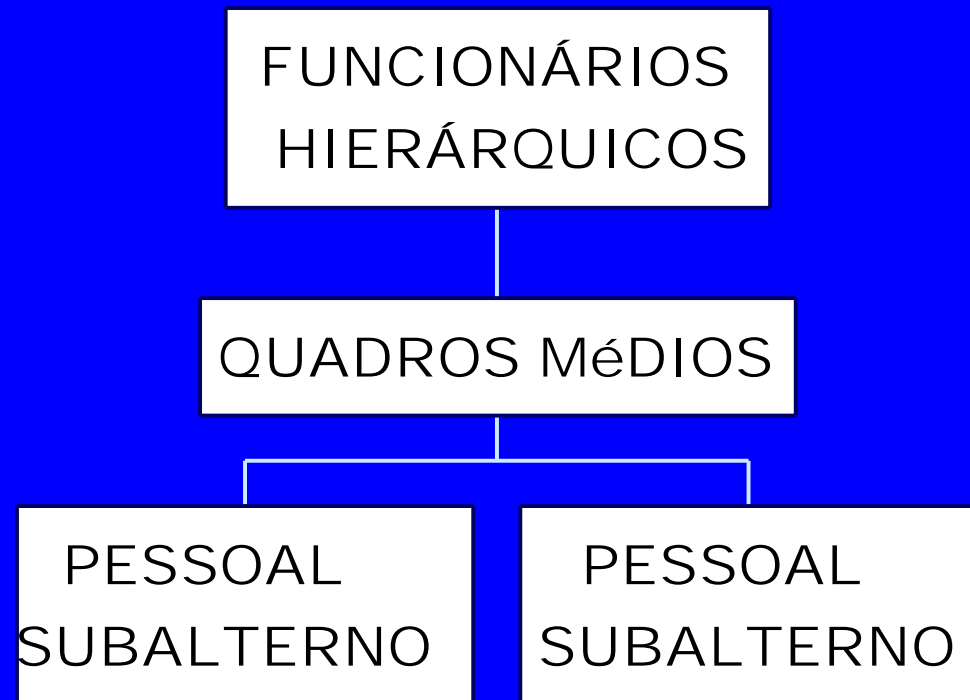 FUNCIONÁRIOS
HIERÁRQUICOS
QUADROS MéDIOS
PESSOAL
SUBALTERNO
PESSOAL
SUBALTERNO